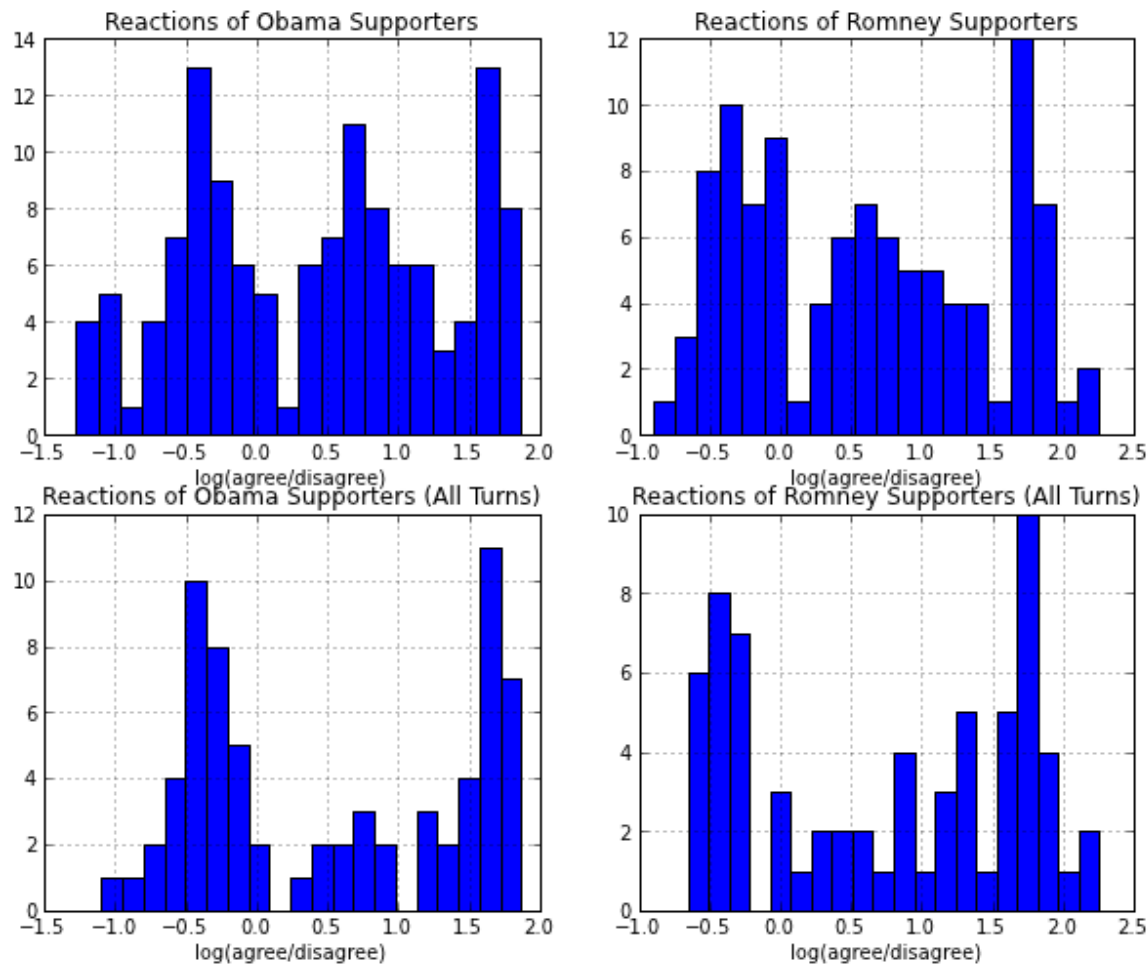 Reactions of Obama Supporters
14
12
10
8
6
4
2
0
−1.5 −1.0 −0.5 0.0 0.5 1.0 1.5 2.0
log(agree/disagree)
Reactions of Romney Supporters
12
10
8
6
4
2
0
−1.0 −0.5 0.0 0.5 1.0 1.5 2.0 2.5
log(agree/disagree)
Reactions of Obama Supporters (All Turns)
12
10
8
6
4
2
0
−1.5 −1.0 −0.5 0.0 0.5 1.0 1.5 2.0
log(agree/disagree)
Reactions of Romney Supporters (All Turns)
10
8
6
4
2
0
−1.0 −0.5 0.0 0.5 1.0 1.5 2.0 2.5
log(agree/disagree)